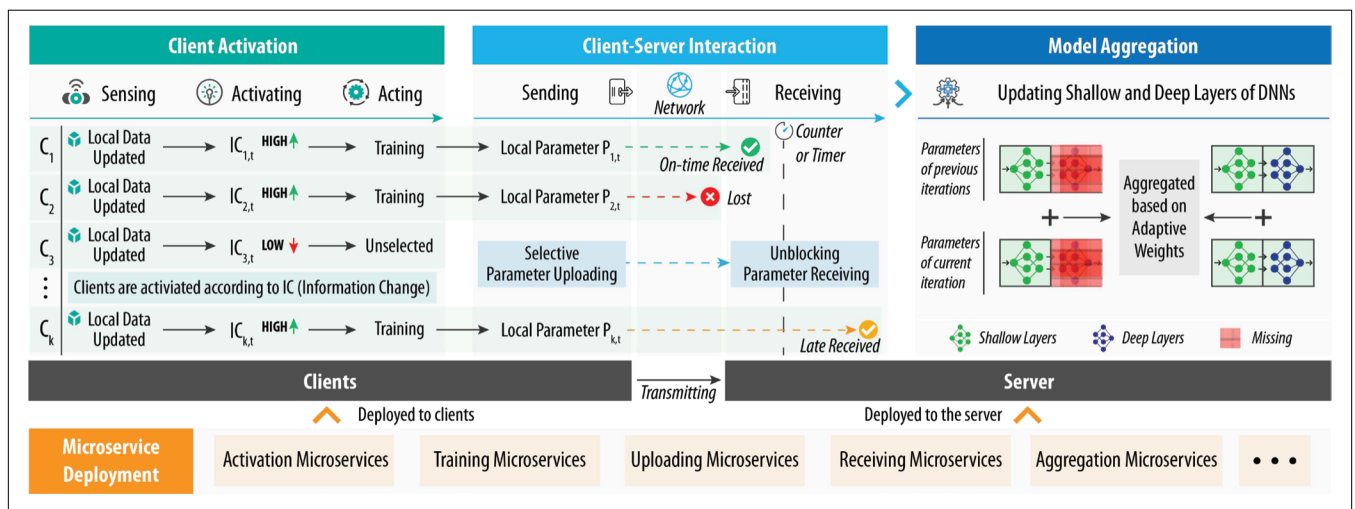 Client Activation
Client-Server Interaction
Model Aggregation
Sensing
Activating
Acting
Sending
Network
Receiving
Updating Shallow and Deep Layers of DNNs
Counter
or Timer
C1
Local Data
Updated
IC1,t
HIGH
Training
Local Parameter P1,t
On-time Received
C2
Local Data
Updated
IC2,t
HIGH
Training
Local Parameter P2,t
Lost
C3
Local Data
Updated
IC3,t
LOW
Unselected
Selective
Parameter Uploading
Unblocking
Parameter Receiving
Clients are activiated according to IC (Information Change)
Ck
Local Data
Updated
ICk,t
HIGH
Training
Local Parameter Pk,t
Late Received
Parameters
of previous
iterations
Aggregated
based on
Adaptive
Weights
Parameters
of current
iteration
Shallow Layers
Deep Layers
Missing
Clients
Transmitting
Server
Deployed to clients
Deployed to the server
Microservice
Deployment
Activation Microservices
Training Microservices
Uploading Microservices
Receiving Microservices
Aggregation Microservices
• • •